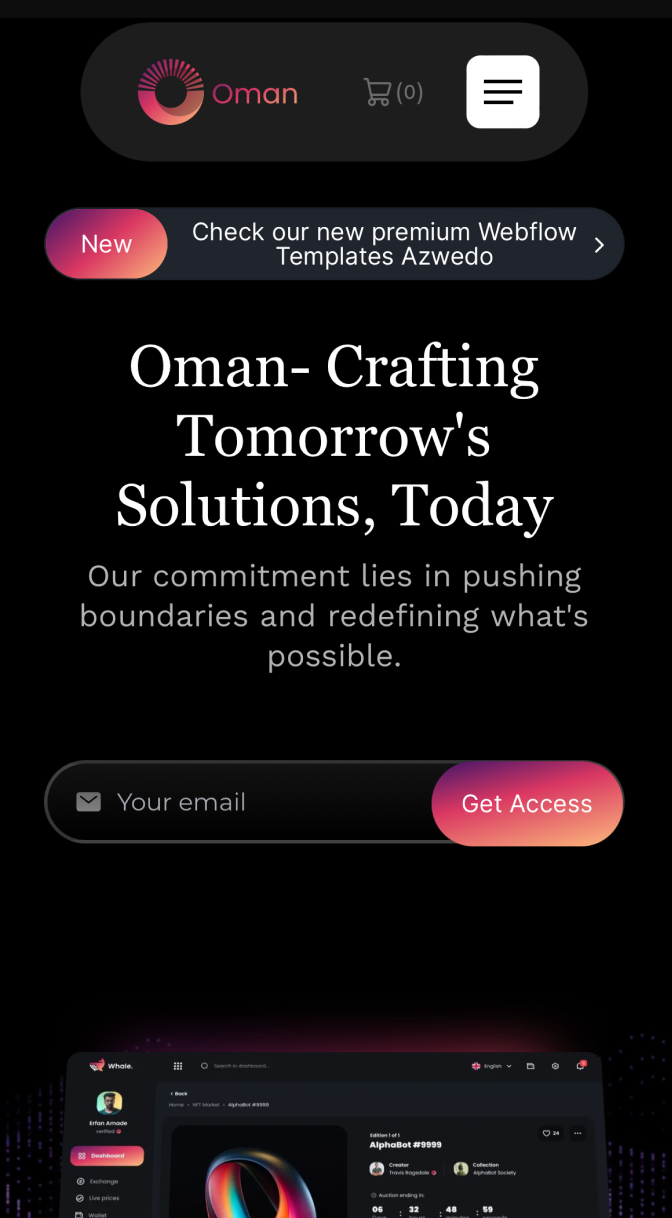 Oman
(0)
New
Check our new premium Webflow
Templates Azwedo
Oman- Crafting
Tomorrow's
Solutions, Today
Our commitment lies in pushing
boundaries and redefining what's
possible.
Your email
Get Access
Whale.
Search in dashboard...
English
Erfan Amade
verified
Dashboard
Exchange
Live prices
Wallet
Back
Home • NFT Market • AlphaBot #9999
Edition 1 of 1
AlphaBot #9999
24
Creator
Travis Ragsdale
Collection
AlphaBot Society
Auction ending in:
06 : 32 : 48 : 59